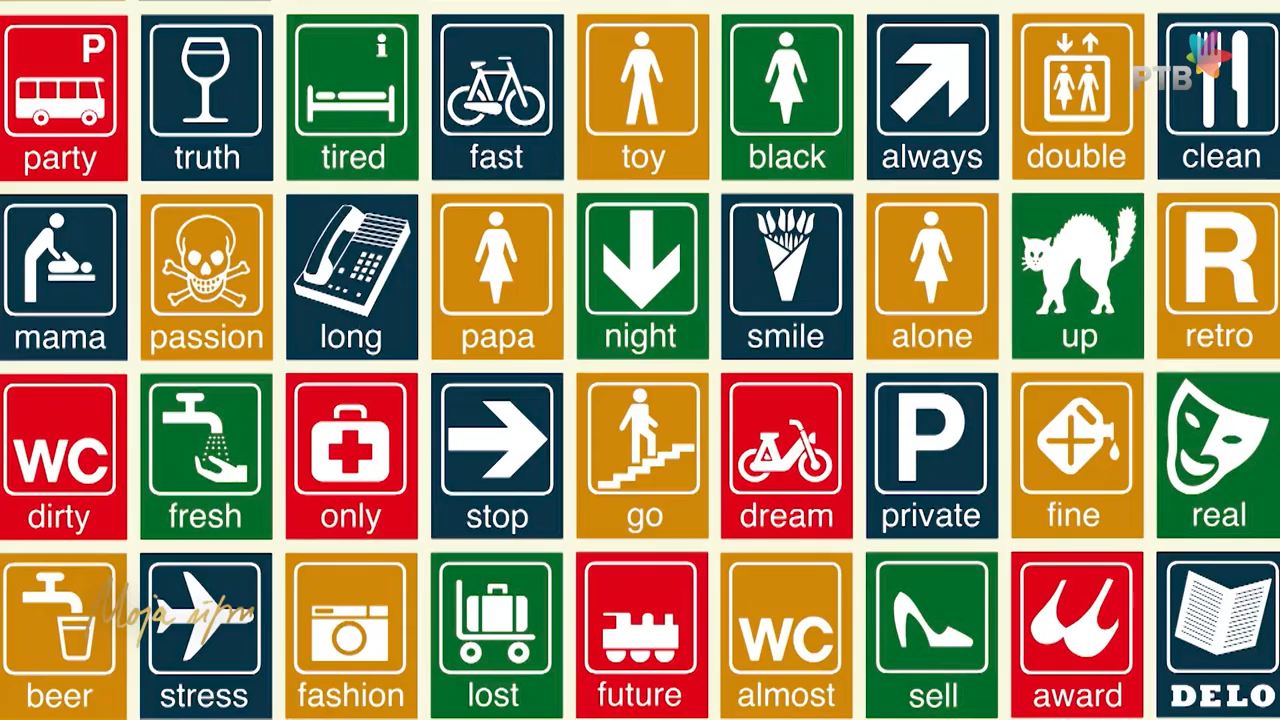 P i
РТВ
party truth tired fast toy black always double clean
R
mama passion long papa night smile alone up retro
wc P
dirty fresh only stop go dream private fine real
wc
Moja
beer stress fashion lost future almost sell award DELO